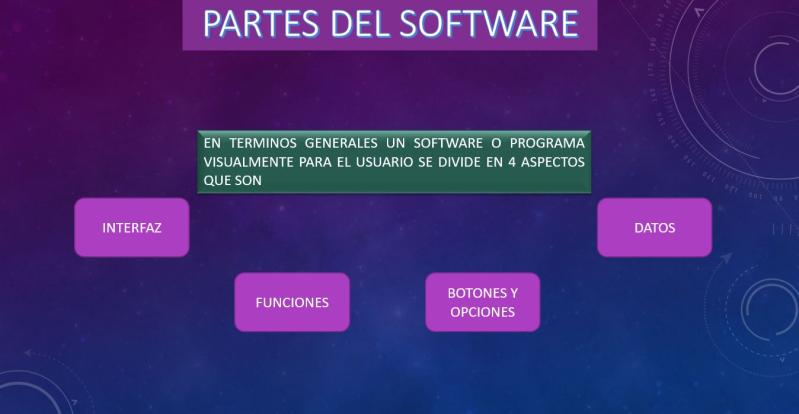 PARTES DEL SOFTWARE
EN TERMINOS GENERALES UN SOFTWARE O PROGRAMA
VISUALMENTE PARA EL USUARIO SE DIVIDE EN 4 ASPECTOS
QUE SON
INTERFAZ
DATOS
FUNCIONES
BOTONES Y
OPCIONES